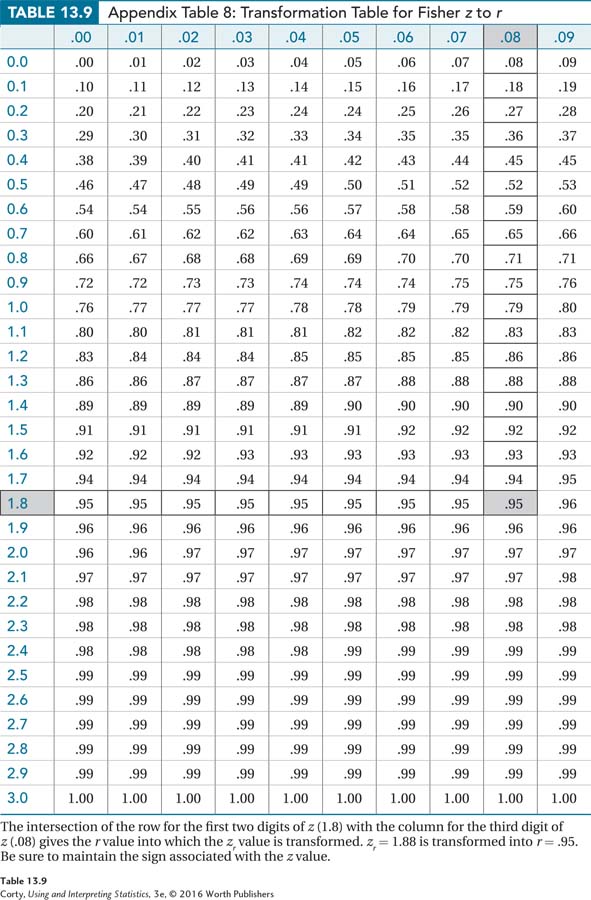 TABLE 13.9 Appendix Table 8: Transformation Table for Fisher z to r
.00 .01 .02 .03 .04 .05 .06 .07 .08 .09
0.0 .00 .01 .02 .03 .04 .05 .06 .07 .08 .09
0.1 .10 .11 .12 .13 .14 .15 .16 .17 .18 .19
0.2 .20 .21 .22 .23 .24 .24 .25 .26 .27 .28
0.3 .29 .30 .31 .32 .33 .34 .35 .35 .36 .37
0.4 .38 .39 .40 .41 .41 .42 .43 .44 .45 .45
0.5 .46 .47 .48 .49 .49 .50 .51 .52 .52 .53
0.6 .54 .54 .55 .56 .56 .57 .58 .58 .59 .60
0.7 .60 .61 .62 .62 .63 .64 .64 .65 .65 .66
0.8 .66 .67 .68 .68 .69 .69 .70 .70 .71 .71
0.9 .72 .72 .73 .73 .74 .74 .74 .75 .75 .76
1.0 .76 .77 .77 .77 .78 .78 .79 .79 .79 .80
1.1 .80 .80 .81 .81 .81 .82 .82 .82 .83 .83
1.2 .83 .84 .84 .84 .85 .85 .85 .85 .86 .86
1.3 .86 .86 .87 .87 .87 .87 .88 .88 .88 .88
1.4 .89 .89 .89 .89 .90 .90 .90 .90 .90 .90
1.5 .91 .91 .91 .91 .91 .92 .92 .92 .92 .92
1.6 .92 .92 .92 .93 .93 .93 .93 .93 .93 .93
1.7 .94 .94 .94 .94 .94 .94 .94 .94 .94 .95
1.8 .95 .95 .95 .95 .95 .95 .95 .95 .95 .96
1.9 .96 .96 .96 .96 .96 .96 .96 .96 .96 .96
2.0 .96 .96 .97 .97 .97 .97 .97 .97 .97 .97
2.1 .97 .97 .97 .97 .97 .97 .97 .97 .97 .98
2.2 .98 .98 .98 .98 .98 .98 .98 .98 .98 .98
2.3 .98 .98 .98 .98 .98 .98 .98 .98 .98 .98
2.4 .98 .98 .98 .98 .98 .99 .99 .99 .99 .99
2.5 .99 .99 .99 .99 .99 .99 .99 .99 .99 .99
2.6 .99 .99 .99 .99 .99 .99 .99 .99 .99 .99
2.7 .99 .99 .99 .99 .99 .99 .99 .99 .99 .99
2.8 .99 .99 .99 .99 .99 .99 .99 .99 .99 .99
2.9 .99 .99 .99 .99 .99 .99 .99 .99 .99 .99
3.0 1.00 1.00 1.00 1.00 1.00 1.00 1.00 1.00 1.00 1.00
The intersection of the row for the first two digits of z (1.8) with the column for the third digit of
z (.08) gives the r value into which the zr value is transformed. zr = 1.88 is transformed into r = .95.
Be sure to maintain the sign associated with the z value.
Table 13.9
Corty, Using and Interpreting Statistics, 3e, © 2016 Worth Publishers